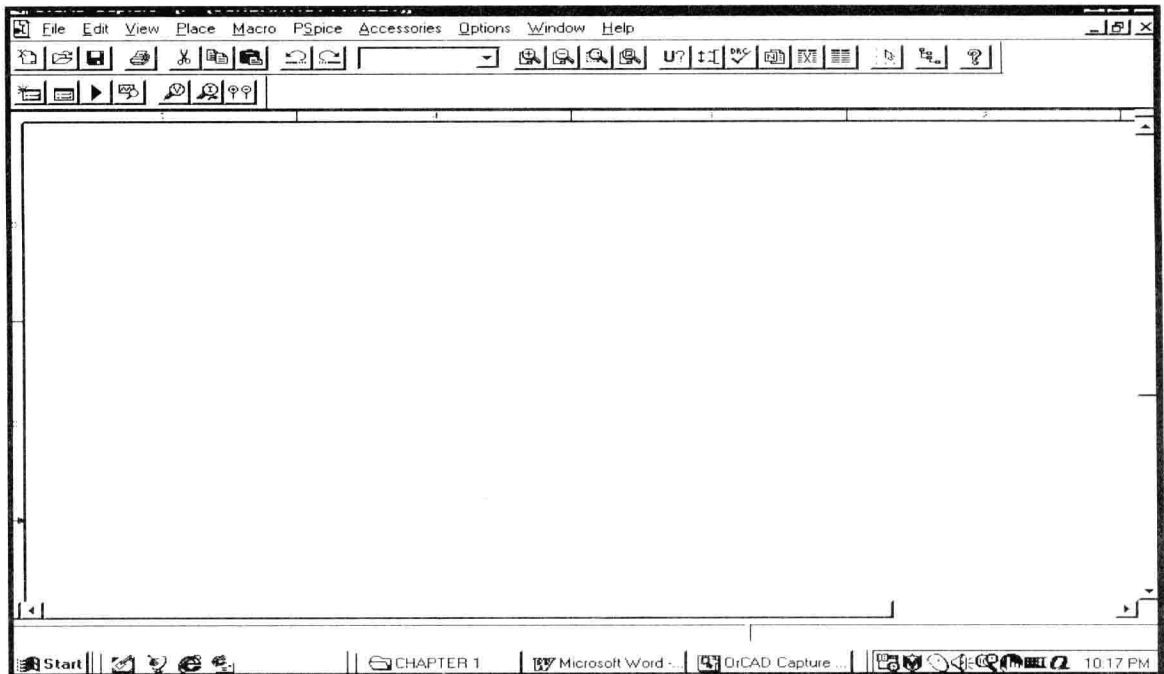 File Edit View Place Macro PSpice Accessories Options Window Help
U? DRC
V I
Start CHAPTER 1 Microsoft Word -... OrCAD Capture ... 10:17 PM